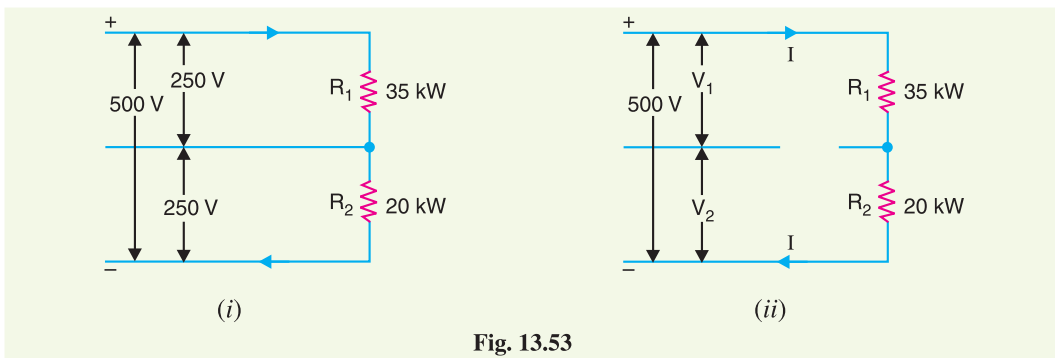 +
250 V
500 V
R1 35 kW
250 V
R2 20 kW
–
(i)
+
I
V1
500 V
R1 35 kW
V2
R2 20 kW
I
–
(ii)
Fig. 13.53